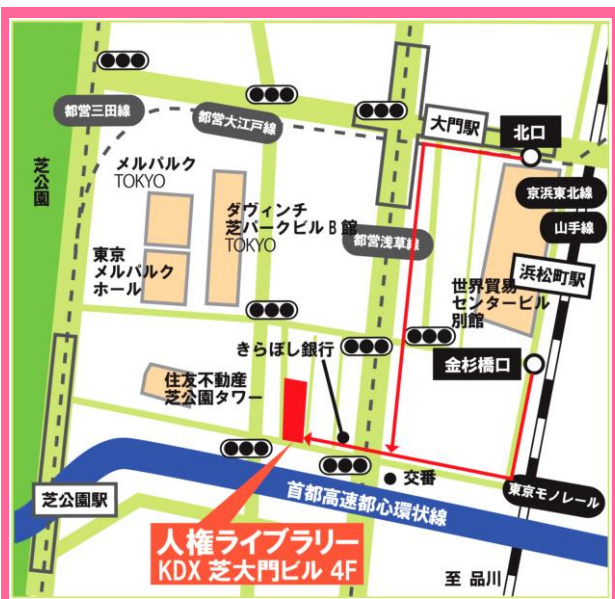 都営三田線
都営大江戸線
大門駅
北口
芝公園
メルパルク
TOKYO
ダヴィンチ
芝パークビル B 館
TOKYO
京浜東北線
山手線
都営浅草線
浜松町駅
東京
メルパルク
ホール
世界貿易
センタービル
別館
きらぼし銀行
金杉橋口
住友不動産
芝公園タワー
交番
東京モノレール
首都高速都心環状線
芝公園駅
人権ライブラリー
KDX 芝大門ビル 4F
至 品川